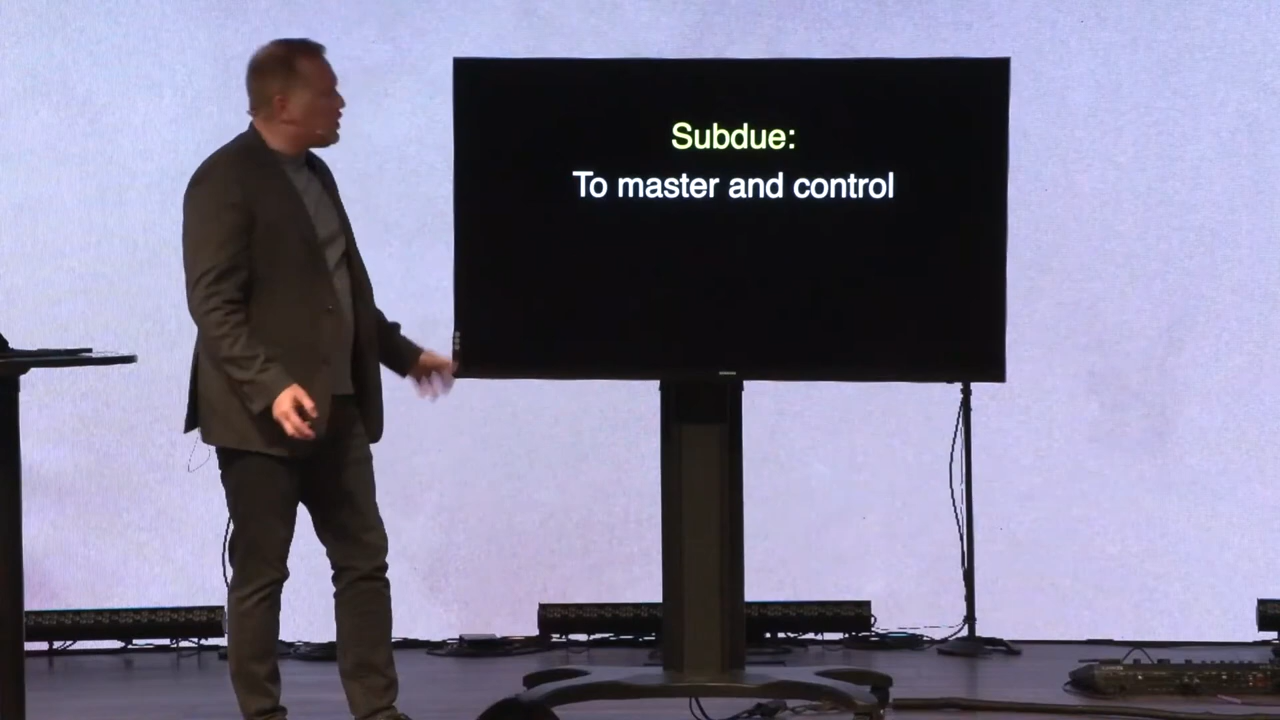 Subdue:
To master and control